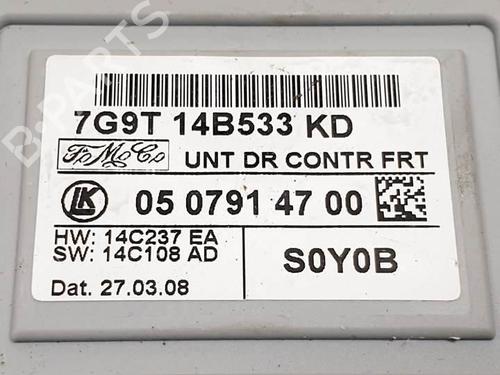 B-PARTS
7G9T 14B533 KD
FoMoCo
UNT DR CONTR FRT
LK
05 0791 47 00
HW: 14C237 EA
SW: 14C108 AD
S0Y0B
Dat. 27.03.08